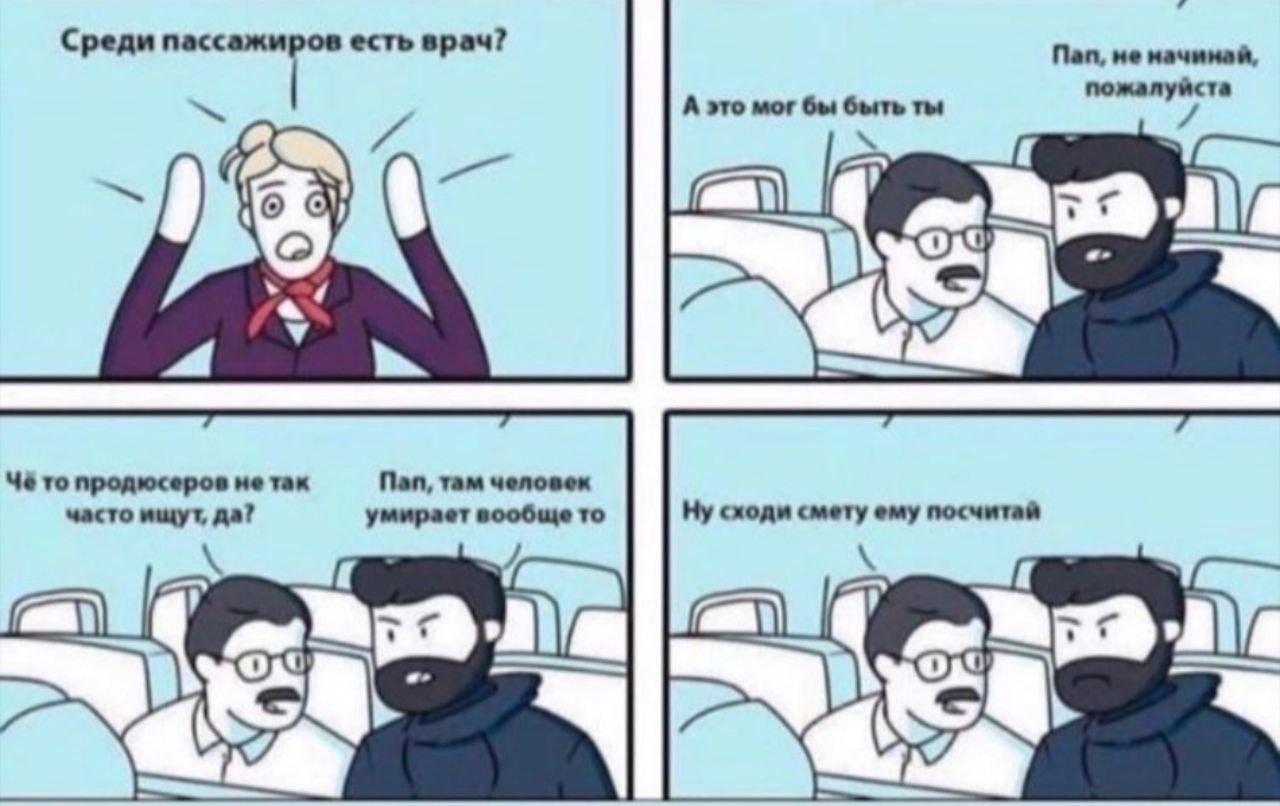 Среди пассажиров есть врач?
А это мог бы быть ты
Пап, не начинай,
пожалуйста
Чё то продюсеров не так
часто ищут, да?
Пап, там человек
умирает вообще то
Ну сходи смету ему посчитай